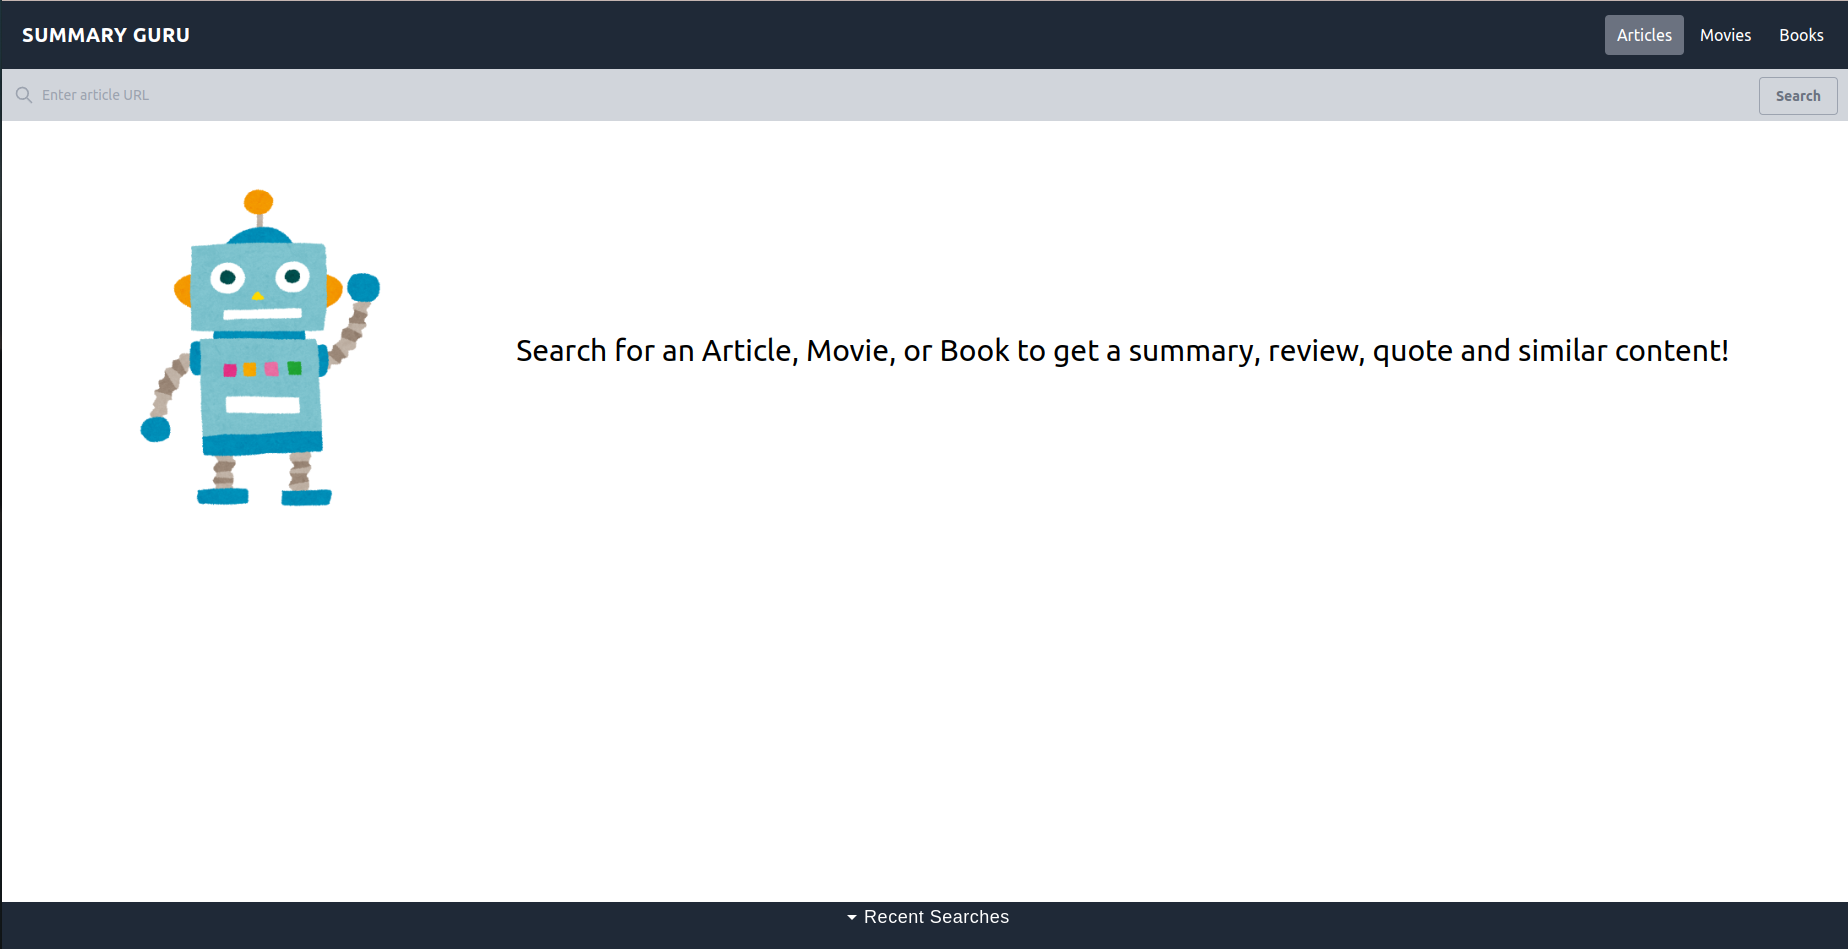 SUMMARY GURU
Articles Movies Books
Enter article URL
Search
Search for an Article, Movie, or Book to get a summary, review, quote and similar content!
Recent Searches